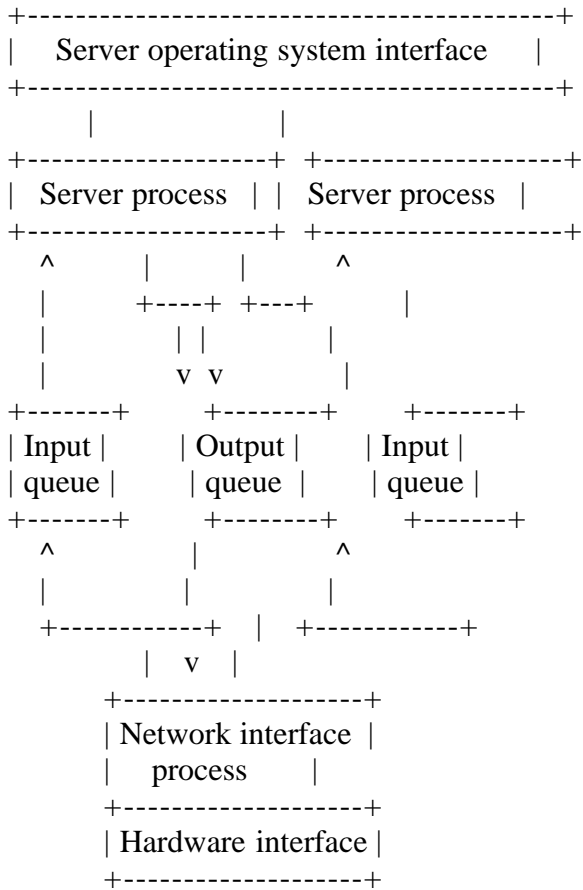 Server operating system interface
Server process Server process
Input Output Input
queue queue queue
Network interface
process
Hardware interface